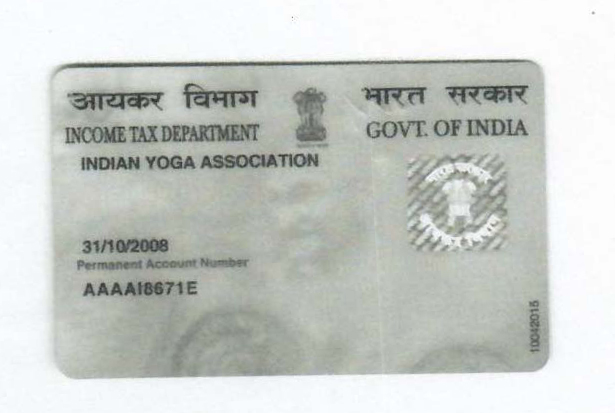 आयकर विभाग
भारत सरकार
INCOME TAX DEPARTMENT
GOVT. OF INDIA
INDIAN YOGA ASSOCIATION
31/10/2008
Permanent Account Number
AAAAI8671E
10042015